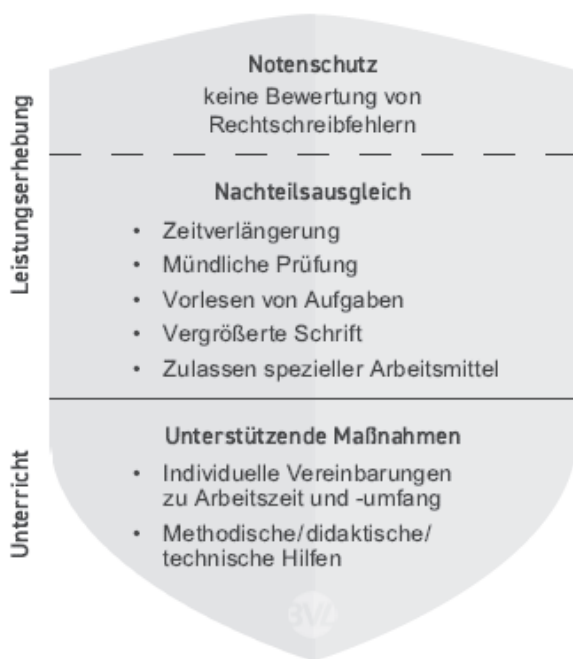 Leistungserhebung
Notenschutz
keine Bewertung von
Rechtschreibfehlern
Nachteilsausgleich
• Zeitverlängerung
• Mündliche Prüfung
• Vorlesen von Aufgaben
• Vergrößerte Schrift
• Zulassen spezieller Arbeitsmittel
Unterricht
Unterstützende Maßnahmen
• Individuelle Vereinbarungen
zu Arbeitszeit und -umfang
• Methodische/didaktische/
technische Hilfen
BVL